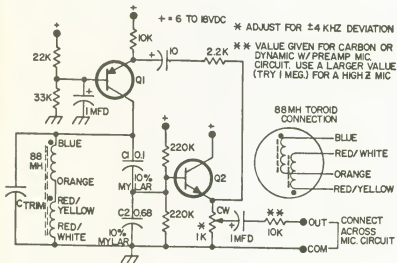 + = 6 TO 18VDC
* ADJUST FOR ±4 KHZ DEVIATION
** VALUE GIVEN FOR CARBON OR
DYNAMIC W/PREAMP MIC.
CIRCUIT. USE A LARGER VALUE
(TRY 1 MEG.) FOR A HIGH Z MIC
+
+
+
22K
10K
+
10
2.2K
Q1
33K
+
1 MFD
88MH TOROID
CONNECTION
BLUE
RED/WHITE
ORANGE
RED/YELLOW
BLUE
88
MH
ORANGE
RED/
YELLOW
RED/
WHITE
CTRIM
C1 0.1
10%
MYLAR
C2 0.68
10%
MYLAR
220K
220K
Q2
CW
*
1K
+
1MFD
**
10K
OUT
COM
CONNECT
ACROSS
MIC. CIRCUIT